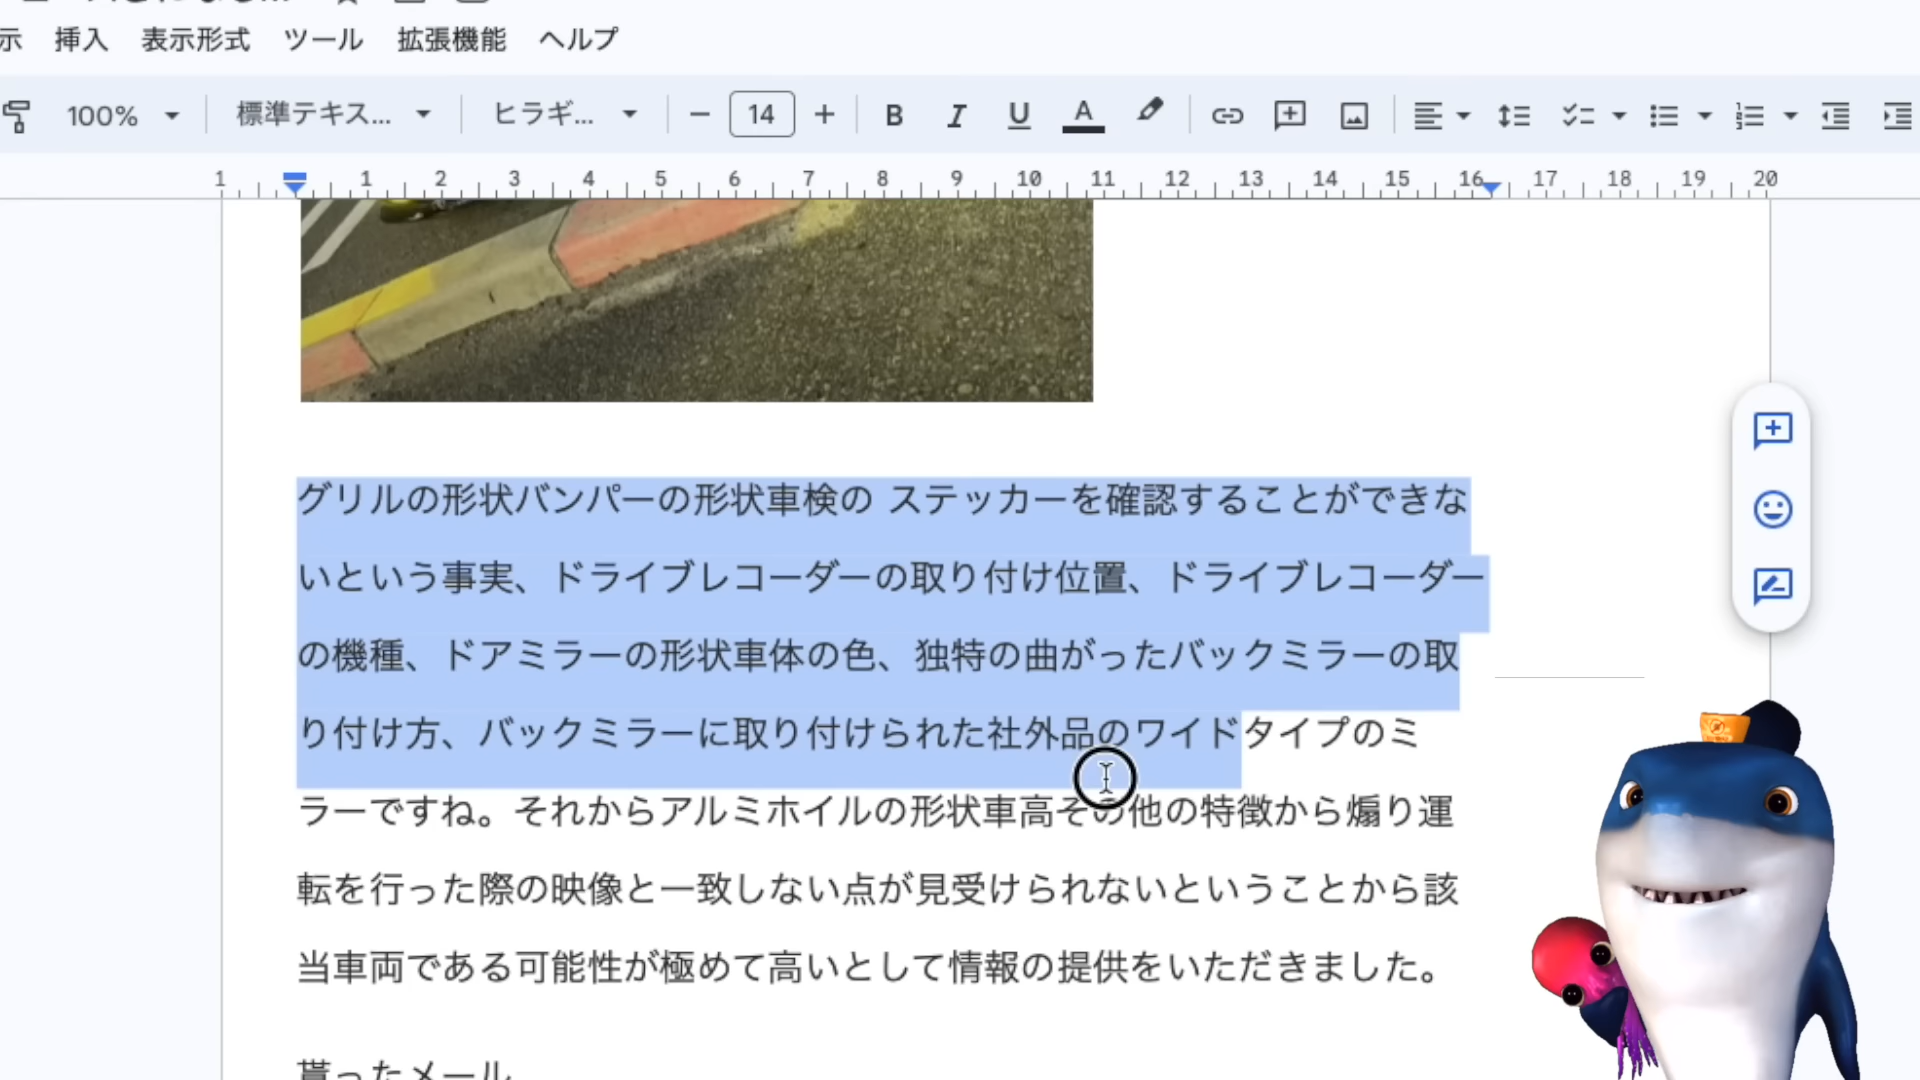 示 挿入 表示形式 ツール 拡張機能 ヘルプ
100% 標準テキス... ヒラギ... − 14 + B I U A
1 1 2 3 4 5 6 7 8 9 10 11 12 13 14 15 16 17 18 19 20
グリルの形状バンパーの形状車検の ステッカーを確認することができな
いという事実、ドライブレコーダーの取り付け位置、ドライブレコーダー
の機種、ドアミラーの形状車体の色、独特の曲がったバックミラーの取
り付け方、バックミラーに取り付けられた社外品のワイドタイプのミ
ラーですね。それからアルミホイルの形状車高その他の特徴から煽り運
転を行った際の映像と一致しない点が見受けられないということから該
当車両である可能性が極めて高いとして情報の提供をいただきました。
貰ったメール